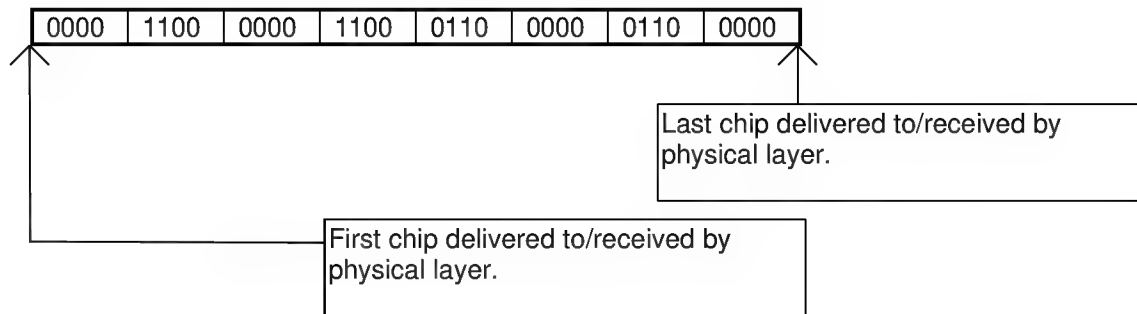 0000 1100 0000 1100 0110 0000 0110 0000
Last chip delivered to/received by
physical layer.
First chip delivered to/received by
physical layer.